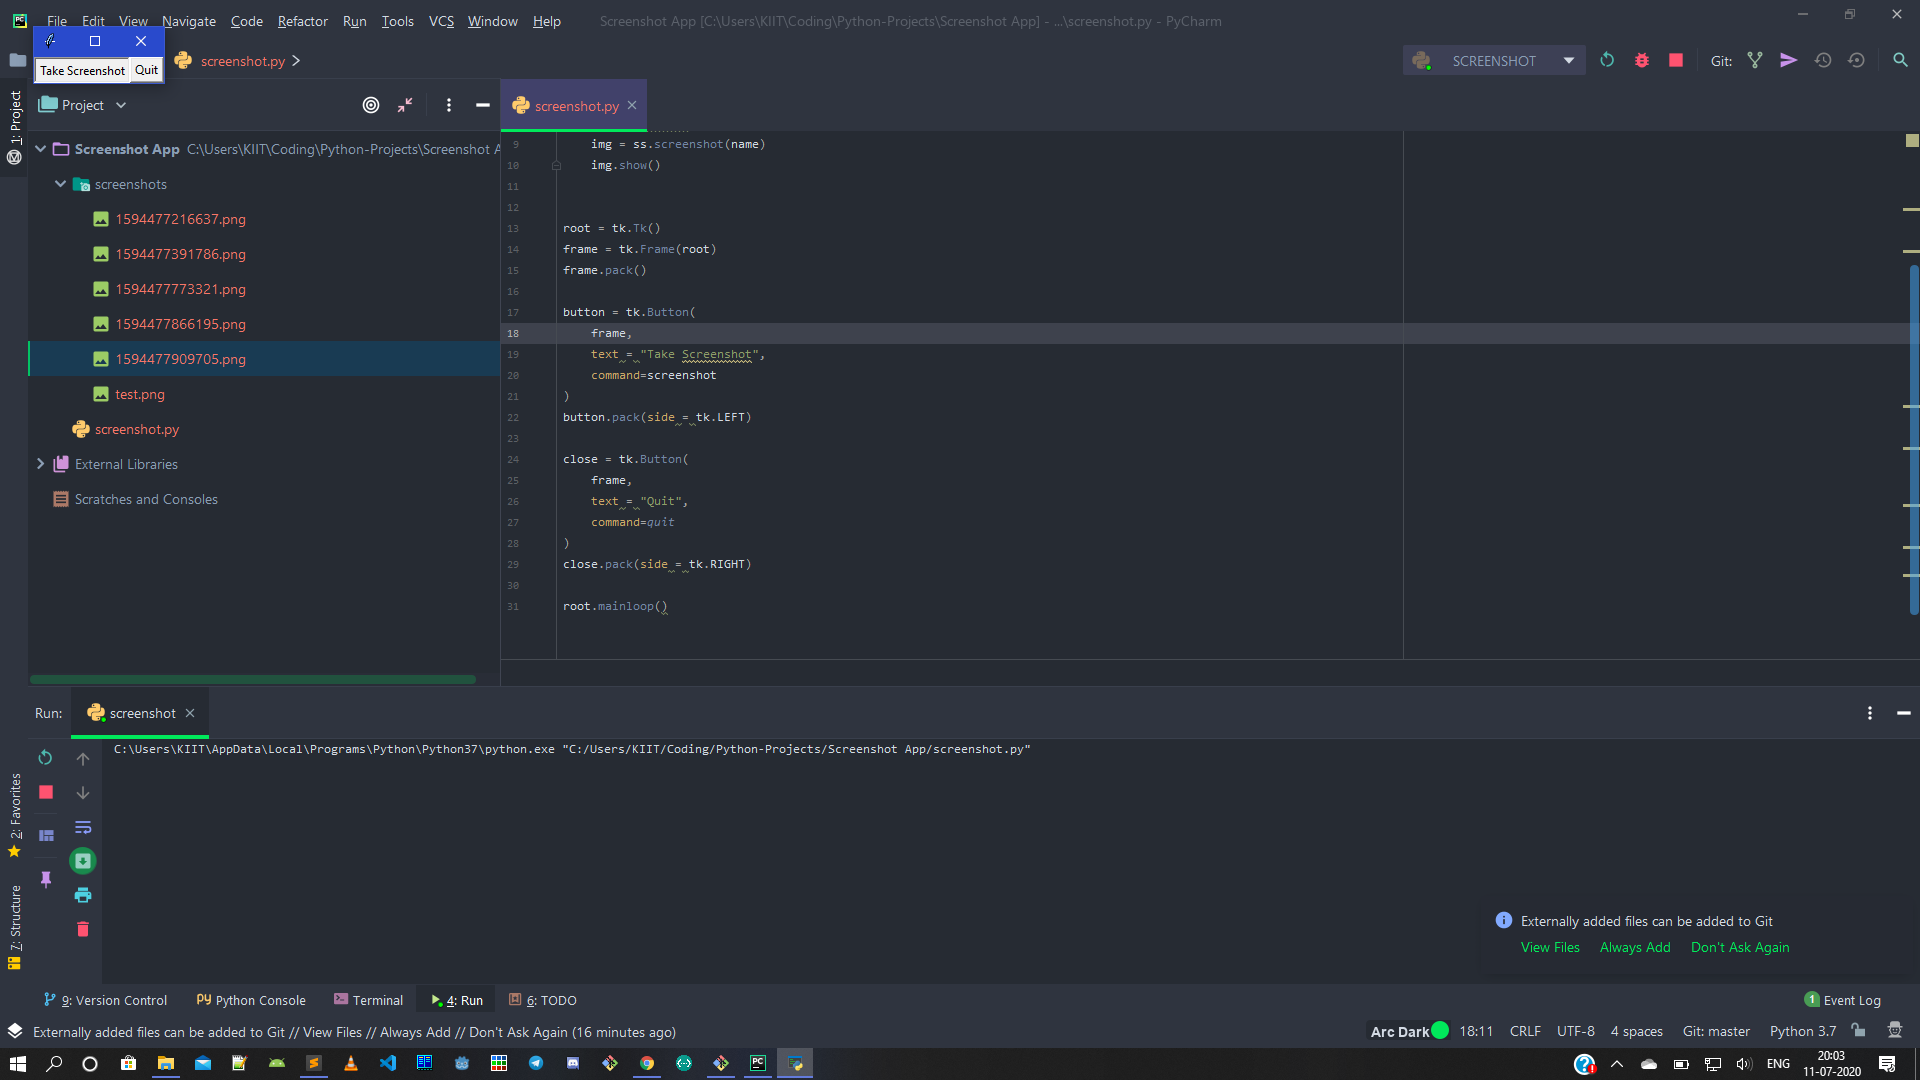 File Edit View Navigate Code Refactor Run Tools VCS Window Help Screenshot App [C:\Users\KIIT\Coding\Python-Projects\Screenshot App] - ...\screenshot.py - PyCharm
Take Screenshot Quit
screenshot.py
SCREENSHOT
Git:
1: Project
Project
screenshot.py
Screenshot App C:\Users\KIIT\Coding\Python-Projects\Screenshot A
screenshots
1594477216637.png
1594477391786.png
1594477773321.png
1594477866195.png
1594477909705.png
test.png
screenshot.py
External Libraries
Scratches and Consoles
9 img = ss.screenshot(name)
10 img.show()
11
12
13 root = tk.Tk()
14 frame = tk.Frame(root)
15 frame.pack()
16
17 button = tk.Button(
18 frame,
19 text = "Take Screenshot",
20 command=screenshot
21 )
22 button.pack(side = tk.LEFT)
23
24 close = tk.Button(
25 frame,
26 text = "Quit",
27 command=quit
28 )
29 close.pack(side = tk.RIGHT)
30
31 root.mainloop()
Run: screenshot
C:\Users\KIIT\AppData\Local\Programs\Python\Python37\python.exe "C:/Users/KIIT/Coding/Python-Projects/Screenshot App/screenshot.py"
2: Favorites
7: Structure
Externally added files can be added to Git
View Files Always Add Don't Ask Again
9: Version Control Python Console Terminal 4: Run 6: TODO 1 Event Log
Externally added files can be added to Git // View Files // Always Add // Don't Ask Again (16 minutes ago) Arc Dark 18:11 CRLF UTF-8 4 spaces Git: master Python 3.7
PC
ENG
20:03
11-07-2020